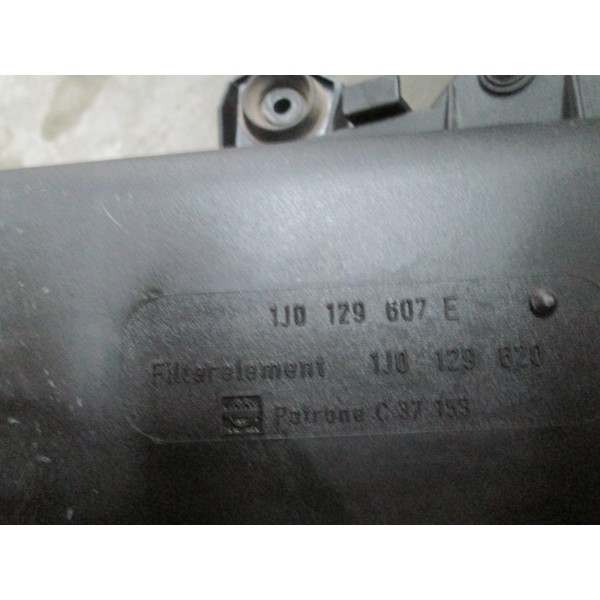 1J0 129 607 E
Filterelement 1J0 129 620
Patrone C 37 153